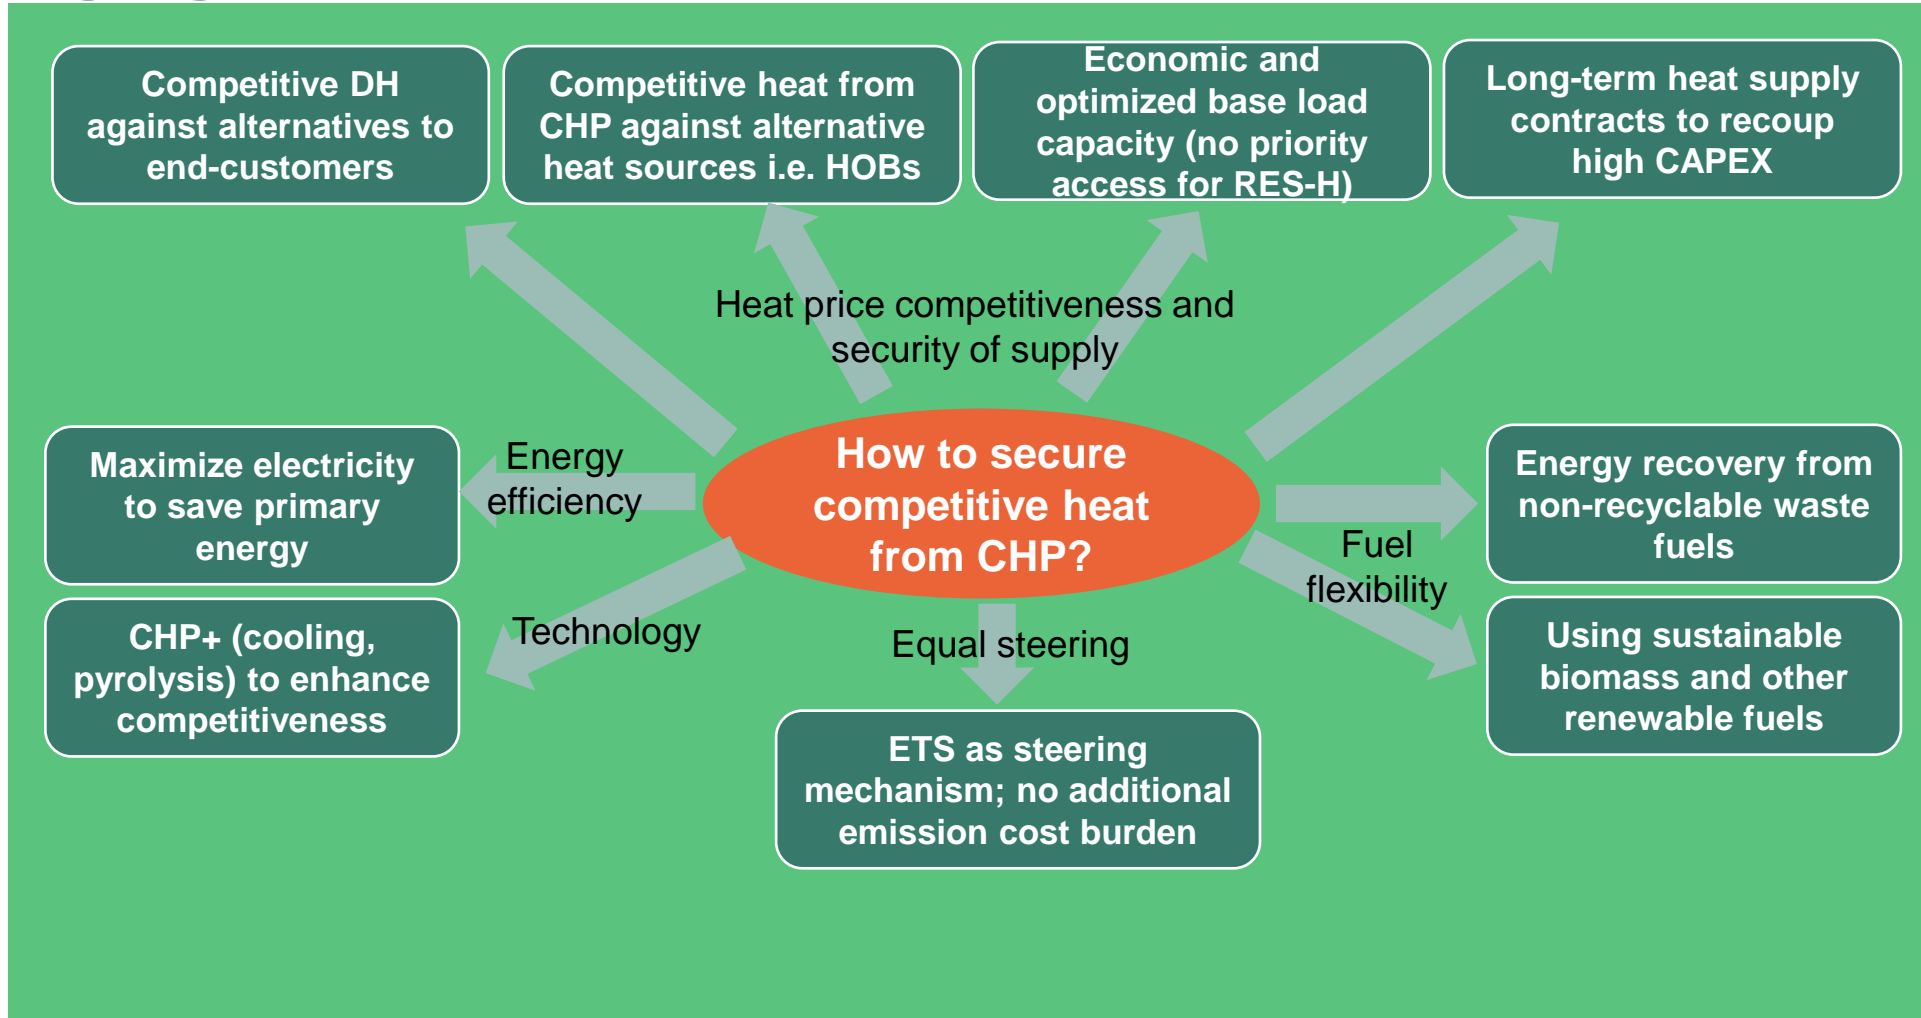 Competitive DH
against alternatives to
end-customers
Competitive heat from
CHP against alternative
heat sources i.e. HOBs
Economic and
optimized base load
capacity (no priority
access for RES-H)
Long-term heat supply
contracts to recoup
high CAPEX
Heat price competitiveness and
security of supply
Maximize electricity
to save primary
energy
Energy
efficiency
How to secure
competitive heat
from CHP?
Energy recovery from
non-recyclable waste
fuels
Fuel
flexibility
CHP+ (cooling,
pyrolysis) to enhance
competitiveness
Technology
Equal steering
Using sustainable
biomass and other
renewable fuels
ETS as steering
mechanism; no additional
emission cost burden